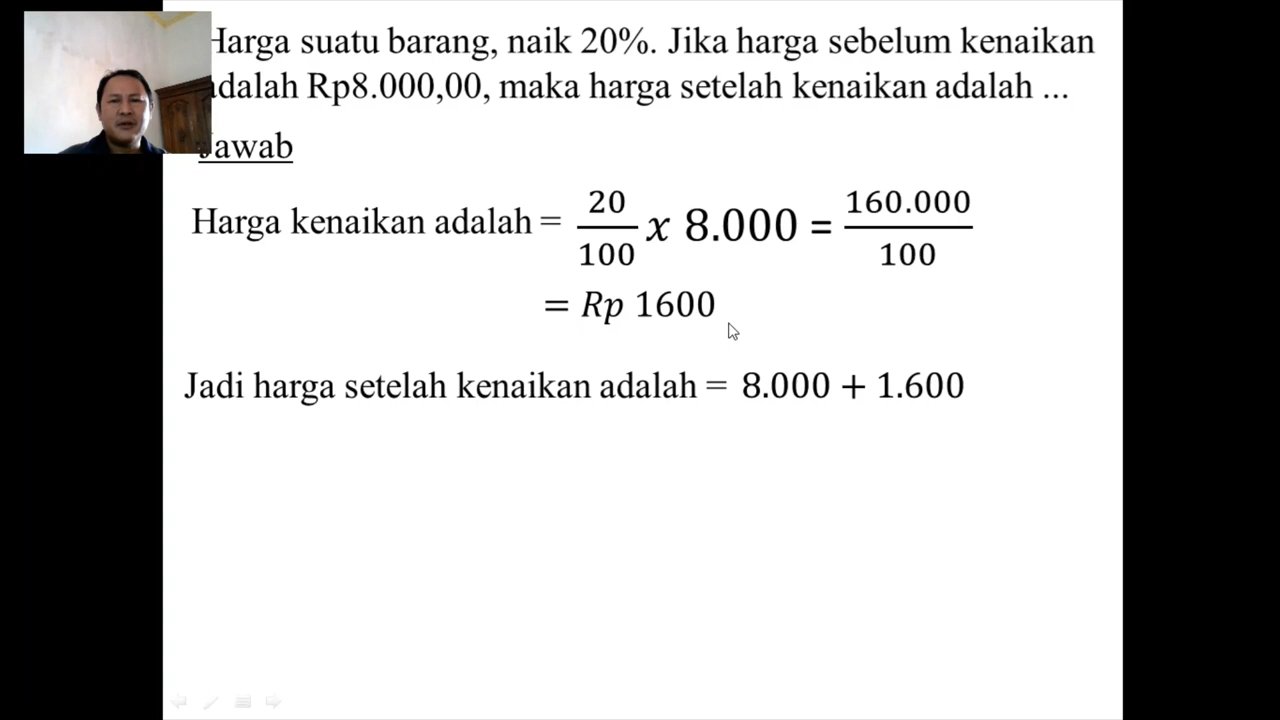 Harga suatu barang, naik 20%. Jika harga sebelum kenaikan
adalah Rp8.000,00, maka harga setelah kenaikan adalah ...
Jawab
Harga kenaikan adalah = 20/100 x 8.000 = 160.000/100
= Rp 1600
Jadi harga setelah kenaikan adalah = 8.000 + 1.600